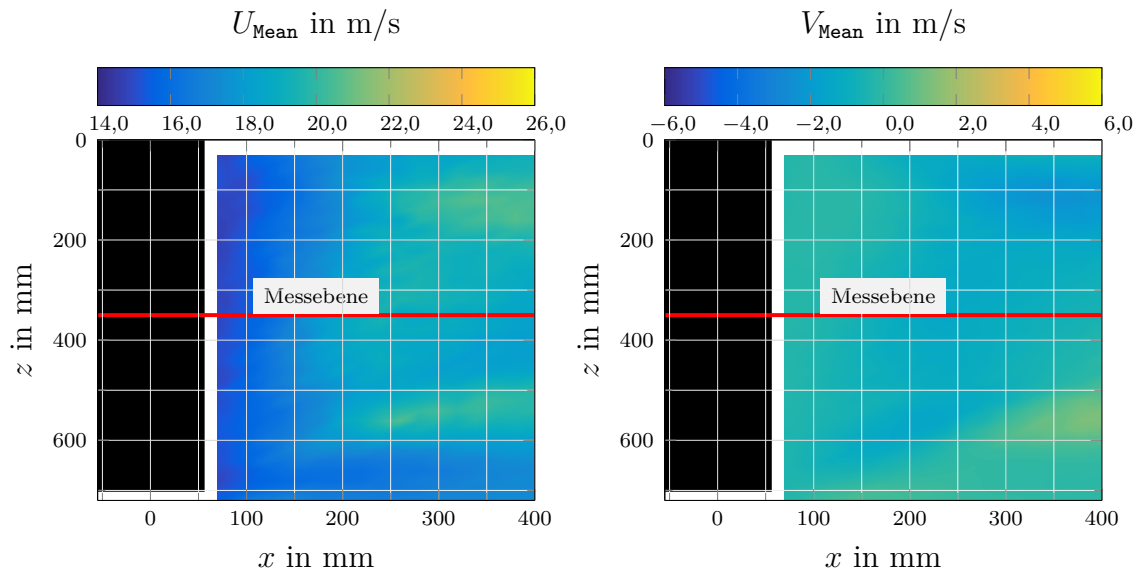 U_Mean in m/s
V_Mean in m/s
14,0 16,0 18,0 20,0 22,0 24,0 26,0
−6,0 −4,0 −2,0 0,0 2,0 4,0 6,0
0
200
400
600
z in mm
Messebene
0 100 200 300 400
x in mm
0
200
400
600
z in mm
Messebene
0 100 200 300 400
x in mm